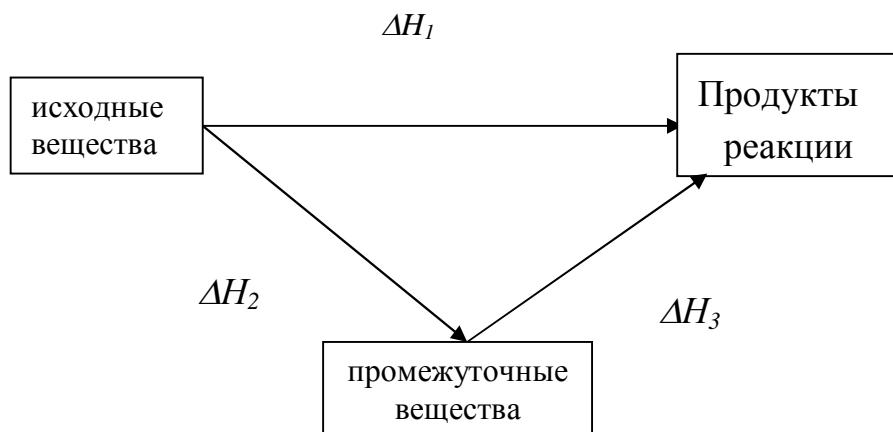 ΔH1
исходные
вещества
Продукты
реакции
ΔH2
ΔH3
промежуточные
вещества